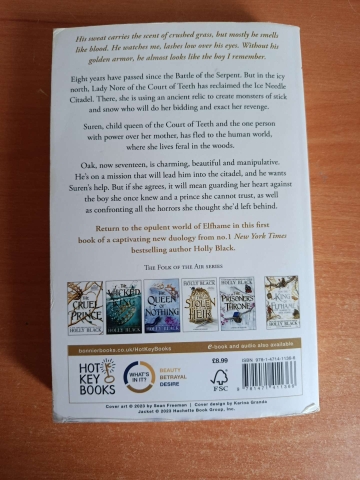 His sweat carries the scent of crushed grass, but mostly he smells
like blood. He watches me, lashes low over his eyes. Without his
golden armor, he almost looks like the boy I remember.
Eight years have passed since the Battle of the Serpent. But in the icy
north, Lady Nore of the Court of Teeth has reclaimed the Ice Needle
Citadel. There, she is using an ancient relic to create monsters of stick
and snow who will do her bidding and exact her revenge.
Suren, child queen of the Court of Teeth and the one person
with power over her mother, has fled to the human world,
where she lives feral in the woods.
Oak, now seventeen, is charming, beautiful and manipulative.
He's on a mission that will lead him into the citadel, and he wants
Suren's help. But if she agrees, it will mean guarding her heart against
the boy she once knew and a prince she cannot trust, as well
as confronting all the horrors she thought she'd left behind.
Return to the opulent world of Elfhame in this first
book of a captivating new duology from no.1 New York Times
bestselling author Holly Black.
The Folk of the Air series
THE
CRUEL
PRINCE
HOLLY BLACK
THE
WICKED
KING
HOLLY BLACK
THE
QUEEN
OF
NOTHING
HOLLY BLACK
HOLLY BLACK
THE
STOLEN
HEIR
HOLLY BLACK
THE
PRISONER'S
THRONE
KING
OF
ELFHAME
HOLLY BLACK
bonnierbooks.co.uk/HotKeyBooks
e-book and audio also available
HOT
KEY
BOOKS
WHAT'S
IN IT?
BEAUTY
BETRAYAL
DESIRE
£8.99
FSC
Cover art © 2023 by Sean Freeman | Cover design by Karina Granda
Jacket © 2023 Hachette Book Group, Inc.